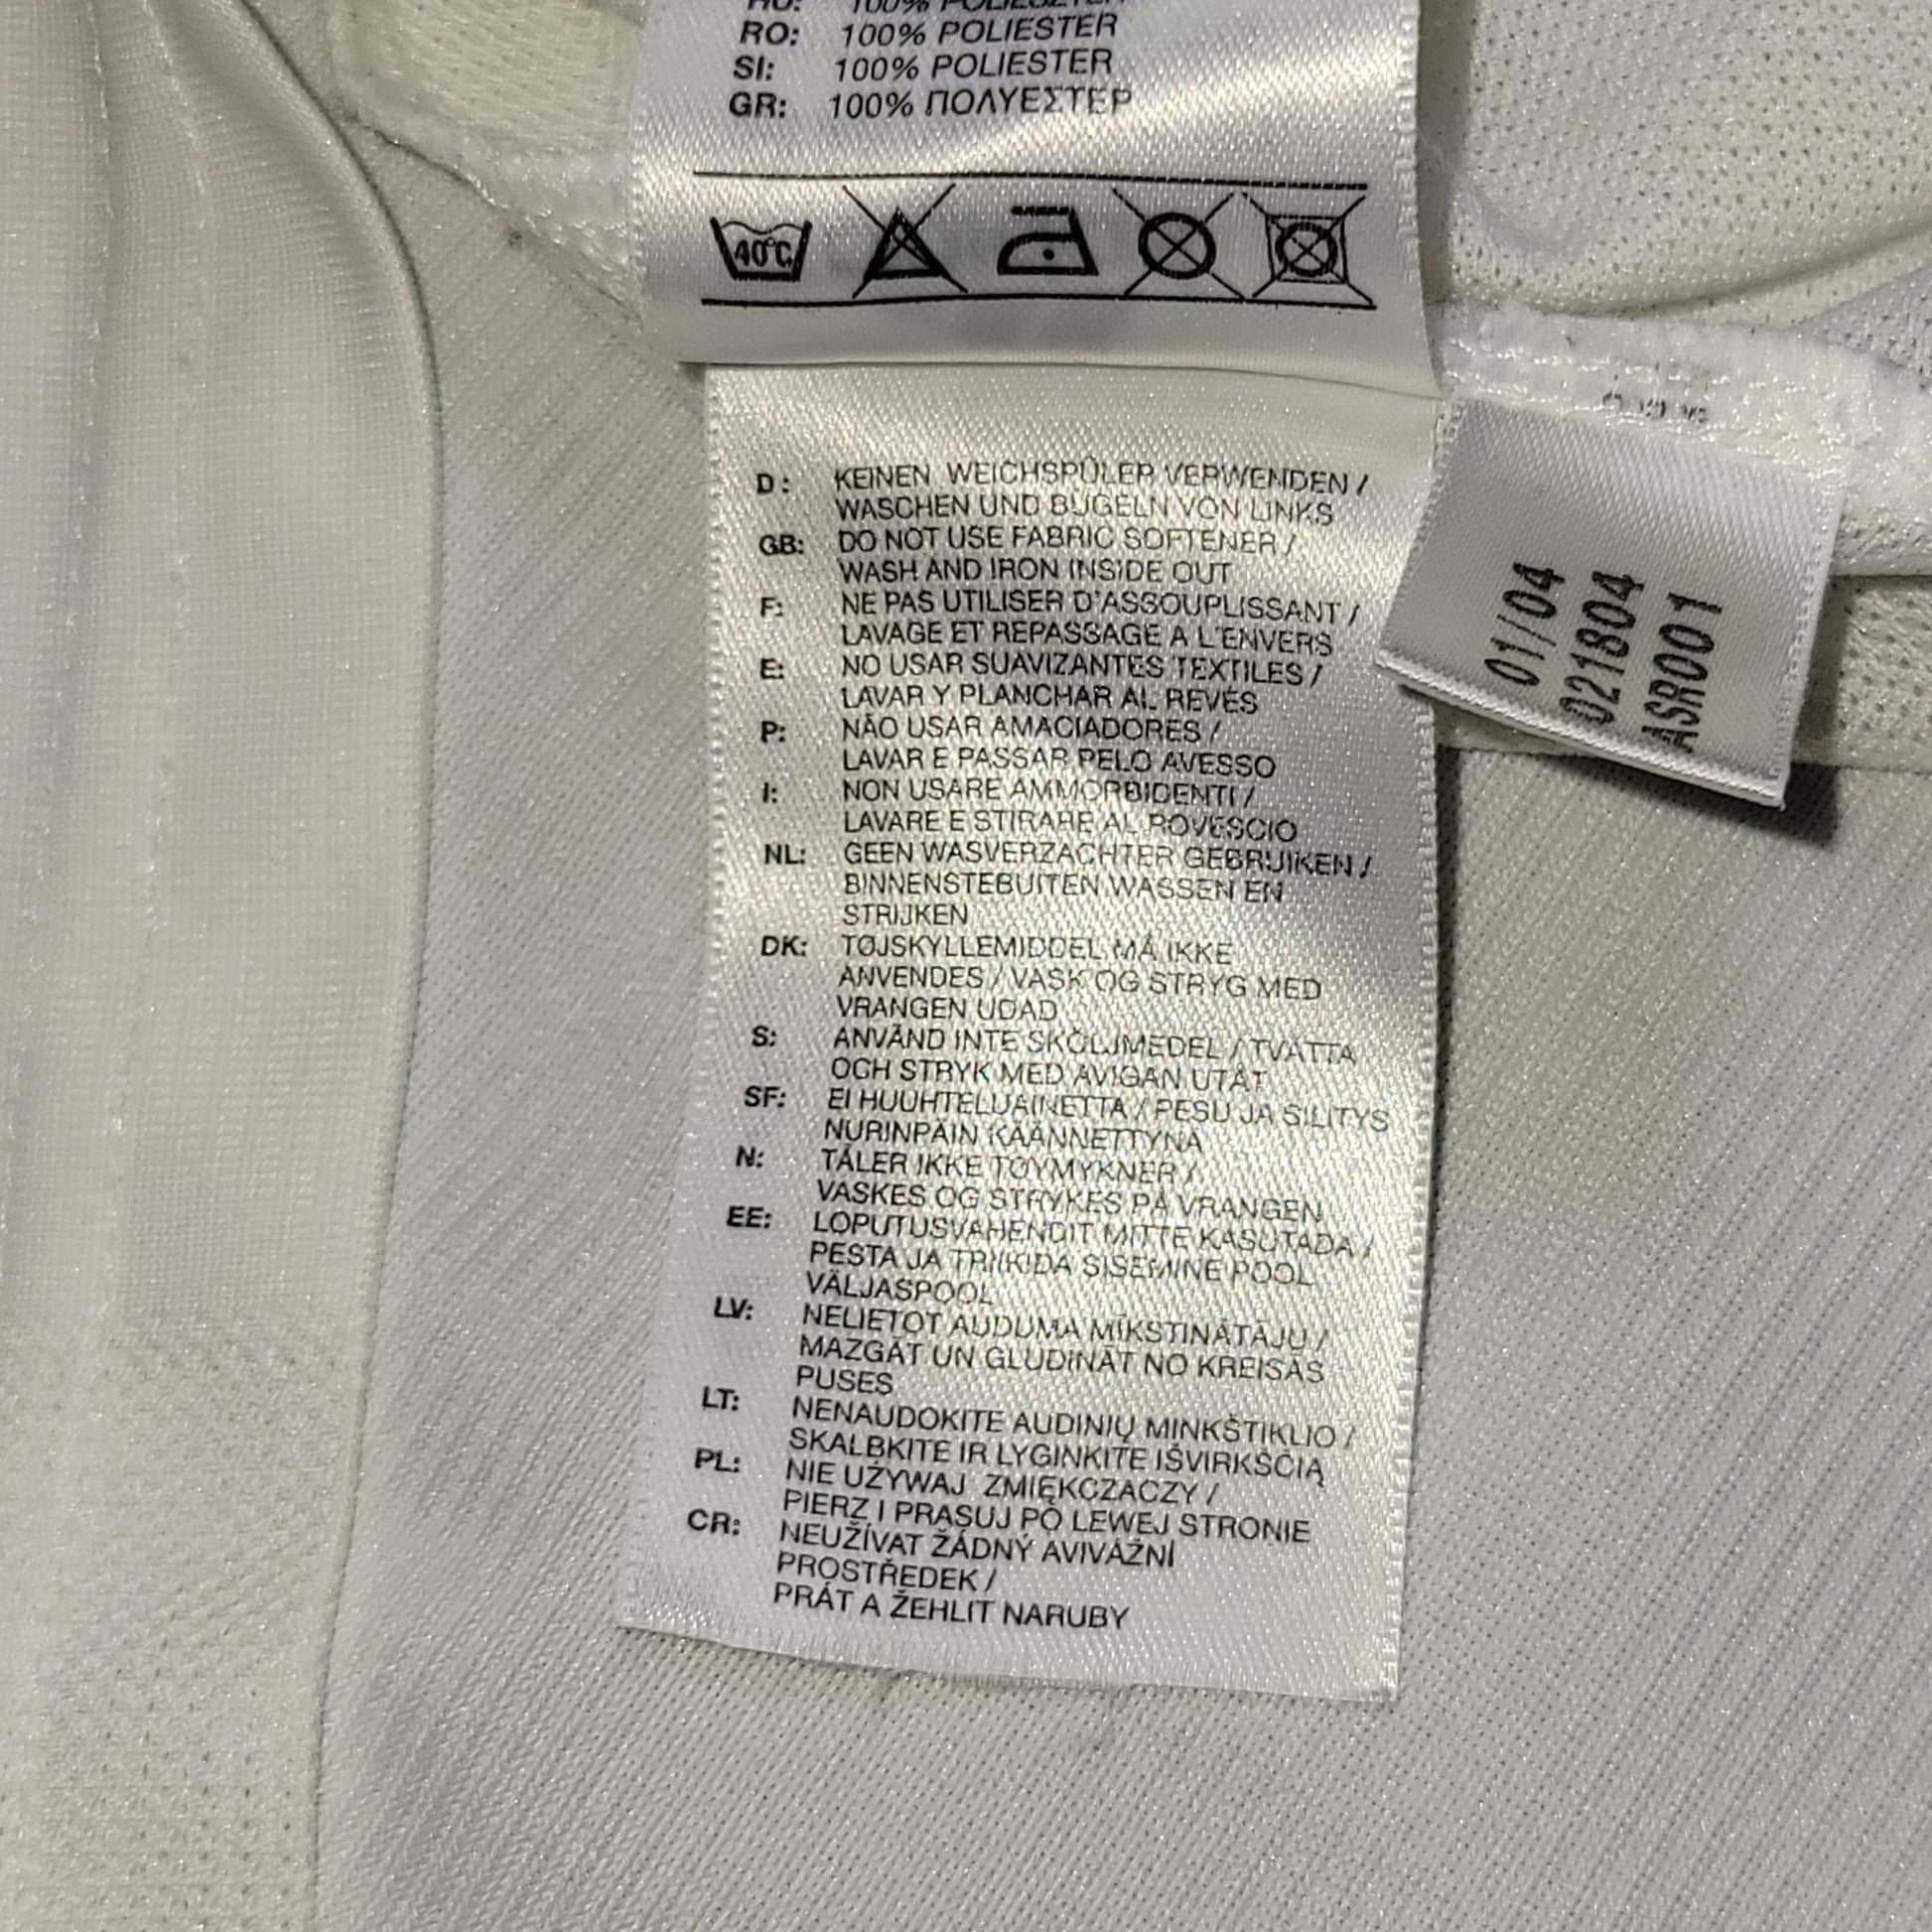 HU: 100% POLIESZTER
RO: 100% POLIESTER
SI: 100% POLIESTER
GR: 100% ΠΟΛΥΕΣΤΕΡ
40°C
D: KEINEN WEICHSPÜLER VERWENDEN /
WASCHEN UND BÜGELN VON LINKS
GB: DO NOT USE FABRIC SOFTENER /
WASH AND IRON INSIDE OUT
F: NE PAS UTILISER D'ASSOUPLISSANT /
LAVAGE ET REPASSAGE A L'ENVERS
E: NO USAR SUAVIZANTES TEXTILES /
LAVAR Y PLANCHAR AL REVÉS
P: NÃO USAR AMACIADORES /
LAVAR E PASSAR PELO AVESSO
I: NON USARE AMMORBIDENTI /
LAVARE E STIRARE AL ROVESCIO
NL: GEEN WASVERZACHTER GEBRUIKEN /
BINNENSTEBUITEN WASSEN EN
STRIJKEN
DK: TØJSKYLLEMIDDEL MÅ IKKE
ANVENDES / VASK OG STRYG MED
VRANGEN UDAD
S: ANVÄND INTE SKÖLJMEDEL / TVÄTTA
OCH STRYK MED AVIGAN UTÅT
SF: EI HUUHTELUAINETTA / PESU JA SILITYS
NURINPÄIN KÄÄNNETTYNÄ
N: TÅLER IKKE TØYMYKNER /
VASKES OG STRYKES PÅ VRANGEN
EE: LOPUTUSVAHENDIT MITTE KASUTADA /
PESTA JA TRIIKIDA SISEMINE POOL
VÄLJASPOOL
LV: NELIETOT AUDUMA MĪKSTINĀTĀJU /
MAZGĀT UN GLUDINĀT NO KREISĀS
PUSES
LT: NENAUDOKITE AUDINIŲ MINKŠTIKLIO /
SKALBKITE IR LYGINKITE IŠVIRKŠČIĄ
PL: NIE UŻYWAJ ZMIĘKCZACZY /
PIERZ I PRASUJ PO LEWEJ STRONIE
CR: NEUŽÍVAT ŽÁDNÝ AVIVÁŽNÍ
PROSTŘEDEK /
PRÁT A ŽEHLIT NARUBY
01/04
021804
ASR001